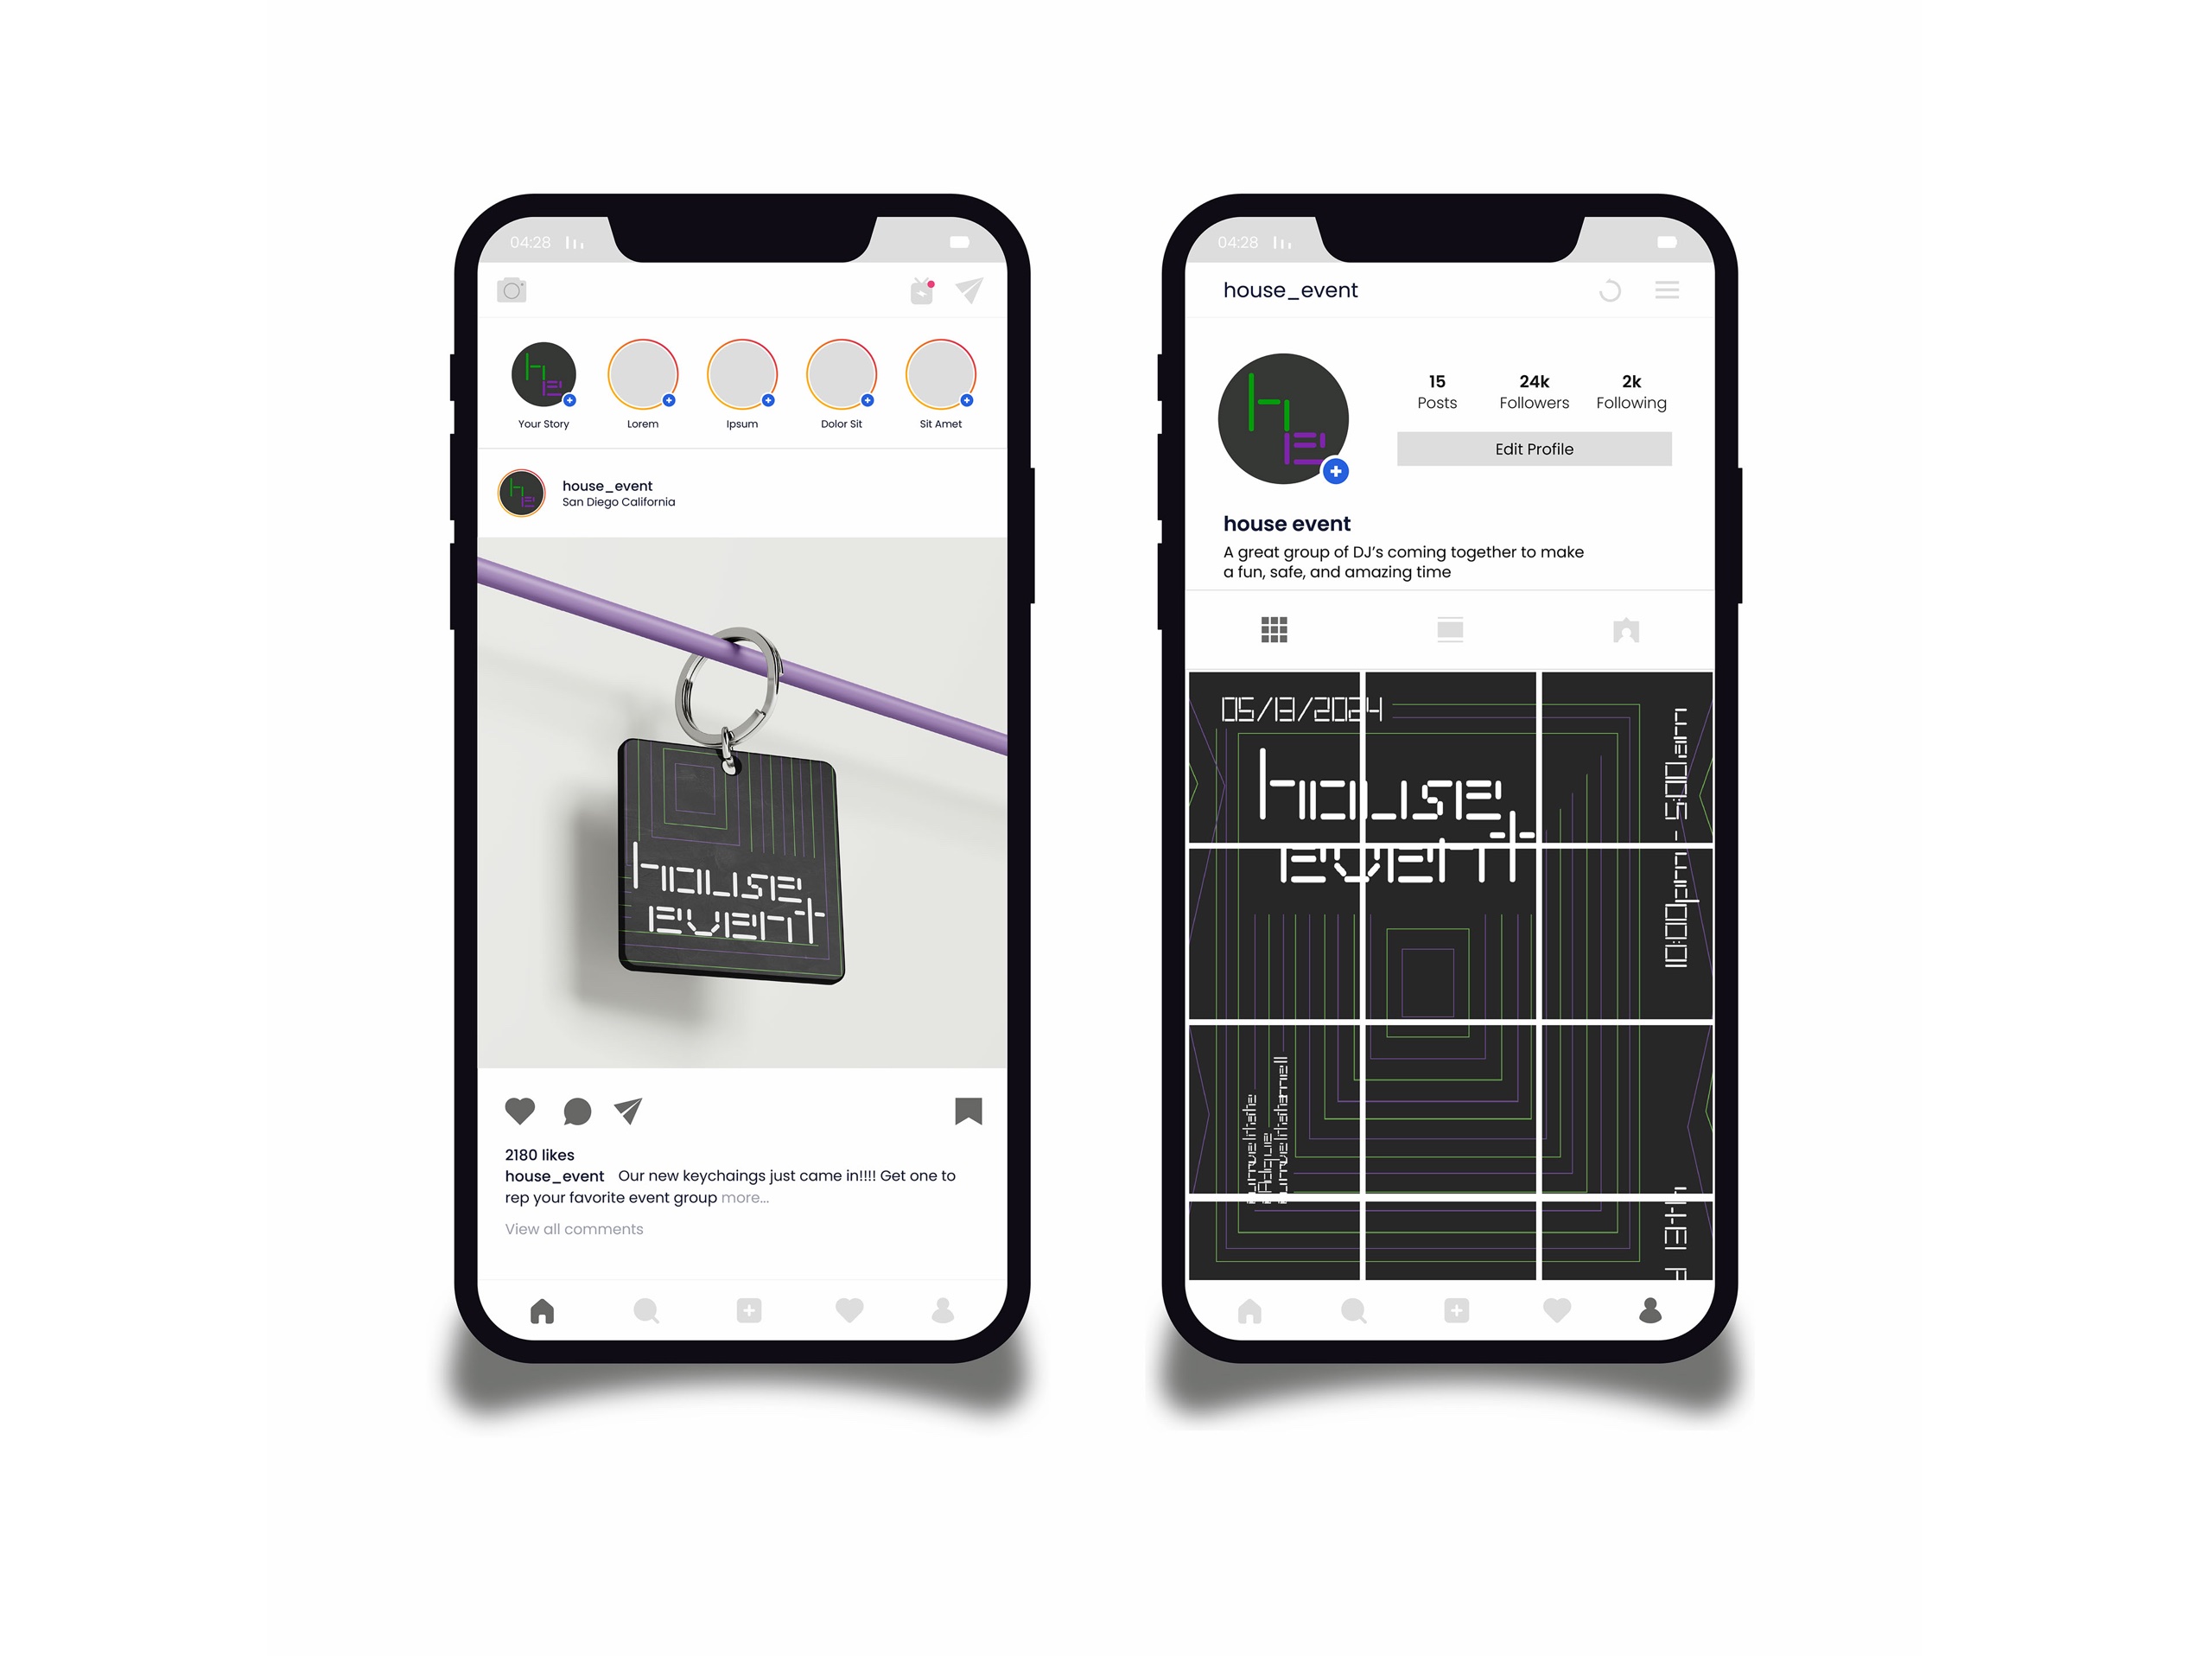 04:28
Your Story
Lorem
Ipsum
Dolor Sit
Sit Amet
house_event
San Diego California
house
event
2180 likes
house_event Our new keychaings just came in!!!! Get one to
rep your favorite event group more...
View all comments
04:28
house_event
he
15
Posts
24k
Followers
2k
Following
Edit Profile
house event
A great group of DJ's coming together to make
a fun, safe, and amazing time
05/13/2024
house
event
10:00pm - 5:00am